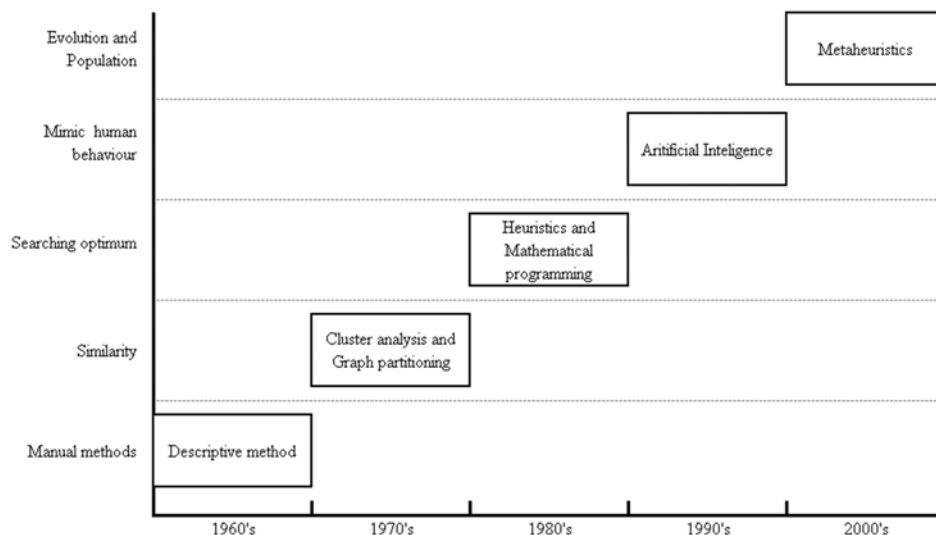 Evolution and
Population
Metaheuristics
Mimic human
behaviour
Aritificial Inteligence
Searching optimum
Heuristics and
Mathematical
programming
Similarity
Cluster analysis and
Graph partitioning
Manual methods
Descriptive method
1960's
1970's
1980's
1990's
2000's